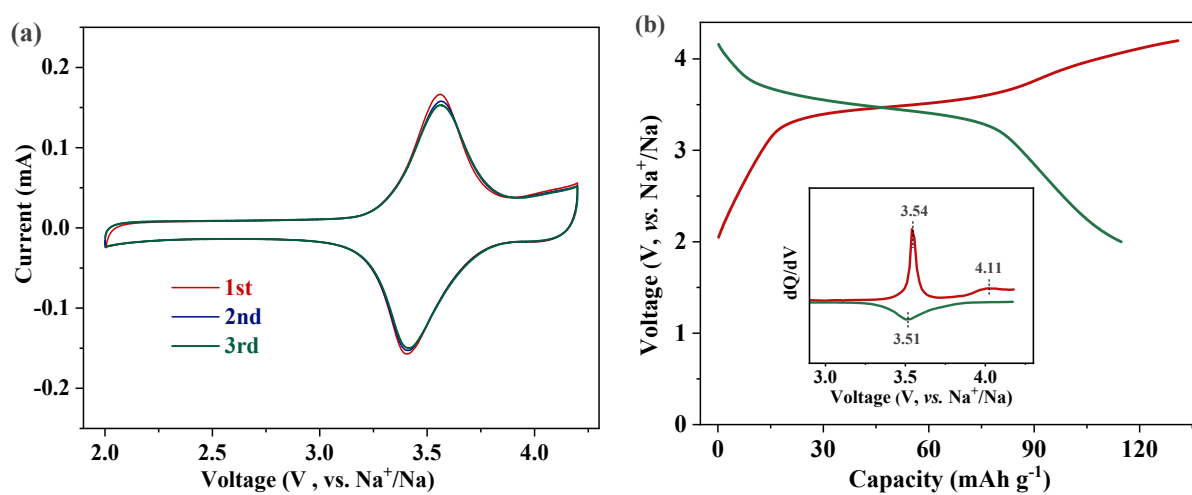 (a)
0.2
0.1
0.0
-0.1
-0.2
Current (mA)
1st
2nd
3rd
2.0 2.5 3.0 3.5 4.0
Voltage (V , vs. Na⁺/Na)
(b)
4
3
2
1
0
Voltage (V, vs. Na⁺/Na)
3.54
4.11
3.51
dQ/dV
3.0 3.5 4.0
Voltage (V, vs. Na⁺/Na)
0 30 60 90 120
Capacity (mAh g⁻¹)